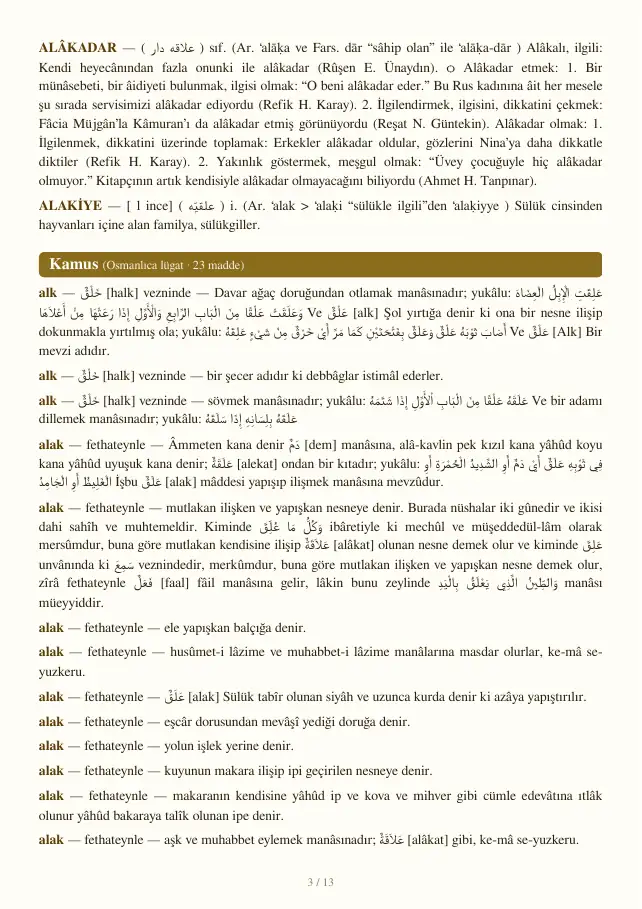 ALÂKADAR — ( علاقه دار ) sıf. (Ar. ‘alāḳa ve Fars. dār “sâhip olan” ile ‘alāḳa-dār ) Alâkalı, ilgili:
Kendi heyecânından fazla onunki ile alâkadar (Rûşen E. Ünaydın). ○ Alâkadar etmek: 1. Bir
münâsebeti, bir âidiyeti bulunmak, ilgisi olmak: “O beni alâkadar eder.” Bu Rus kadınına âit her mesele
şu sırada servisimizi alâkadar ediyordu (Refik H. Karay). 2. İlgilendirmek, ilgisini, dikkatini çekmek:
Fâcia Müjgân’la Kâmuran’ı da alâkadar etmiş görünüyordu (Reşat N. Güntekin). Alâkadar olmak: 1.
İlgilenmek, dikkatini üzerinde toplamak: Erkekler alâkadar oldular, gözlerini Nina’ya daha dikkatle
diktiler (Refik H. Karay). 2. Yakınlık göstermek, meşgul olmak: “Üvey çocuğuyle hiç alâkadar
olmuyor.” Kitapçının artık kendisiyle alâkadar olmayacağını biliyordu (Ahmet H. Tanpınar).
ALAKİYE — [ l ince] ( علقیّه ) i. (Ar. ‘alak > ‘alaḳi “sülükle ilgili”den ‘alaḳiyye ) Sülük cinsinden
hayvanları içine alan familya, sülükgiller.
Kamus (Osmanlıca lügat · 23 madde)
alk — خَلْقٌ [halk] vezninde — Davar ağaç doruğundan otlamak manâsınadır; yukâlu: عَلِقَتِ الْإِبِلُ الْعِضَاهَ
وَعَلَقَتْ عَلْقًا مِنَ الْبَابِ الرَّابِعِ وَالْأَوَّلِ إِذَا رَعَتْهَا مِنْ أَعْلَاهَا Ve عَلْقٌ [alk] Şol yırtığa denir ki ona bir nesne ilişip
dokunmakla yırtılmış ola; yukâlu: أَصَابَ ثَوْبَهُ عَلْقٌ وَعَلَقٌ بِفَتْحَتَيْنِ كَمَا مَرَّ أَيْ خَرْقٌ مِنْ شَيْءٍ عَلِقَهُ Ve عَلْقٌ [Alk] Bir
mevzi adıdır.
alk — خَلْقٌ [halk] vezninde — bir şecer adıdır ki debbâglar istimâl ederler.
alk — خَلْقٌ [halk] vezninde — sövmek manâsınadır; yukâlu: عَلَقَهُ عَلْقًا مِنَ الْبَابِ الْأَوَّلِ إِذَا شَتَمَهُ Ve bir adamı
dillemek manâsınadır; yukâlu: عَلَقَهُ بِلِسَانِهِ إِذَا سَلَقَهُ
alak — fethateynle — Âmmeten kana denir دَمٌ [dem] manâsına, alâ-kavlin pek kızıl kana yâhûd koyu
kana yâhûd uyuşuk kana denir; عَلَقَةٌ [alekat] ondan bir kıtadır; yukâlu: فِي ثَوْبِهِ عَلَقٌ أَيْ دَمٌ أَوِ الشَّدِيدُ الْحُمْرَةِ أَوِ
الْغَلِيظُ أَوِ الْجَامِدُ İşbu عَلَقٌ [alak] mâddesi yapışıp ilişmek manâsına mevzûdur.
alak — fethateynle — mutlakan ilişken ve yapışkan nesneye denir. Burada nüshalar iki gûnedir ve ikisi
dahi sahîh ve muhtemeldir. Kiminde وَكُلُّ مَا عُلِّقَ ibâretiyle ki mechûl ve müşeddedül-lâm olarak
mersûmdur, buna göre mutlakan kendisine ilişip عَلَاقَةٌ [alâkat] olunan nesne demek olur ve kiminde عَلِقَ
unvânında ki سَمِعَ veznindedir, merkûmdur, buna göre mutlakan ilişken ve yapışkan nesne demek olur,
zîrâ fethateynle فَعَلٌ [faal] fâil manâsına gelir, lâkin bunu zeylinde وَالطِّينُ الَّذِي يَعْلَقُ بِالْيَدِ manâsı
müeyyiddir.
alak — fethateynle — ele yapışkan balçığa denir.
alak — fethateynle — husûmet-i lâzime ve muhabbet-i lâzime manâlarına masdar olurlar, ke-mâ se-
yuzkeru.
alak — fethateynle — عَلَقٌ [alak] Sülük tabîr olunan siyâh ve uzunca kurda denir ki azâya yapıştırılır.
alak — fethateynle — eşcâr dorusundan mevâşî yediği doruğa denir.
alak — fethateynle — yolun işlek yerine denir.
alak — fethateynle — kuyunun makara ilişip ipi geçirilen nesneye denir.
alak — fethateynle — makaranın kendisine yâhûd ip ve kova ve mihver gibi cümle edevâtına ıtlâk
olunur yâhûd bakaraya talîk olunan ipe denir.
alak — fethateynle — aşk ve muhabbet eylemek manâsınadır; عَلَاقَةٌ [alâkat] gibi, ke-mâ se-yuzkeru.
3 / 13